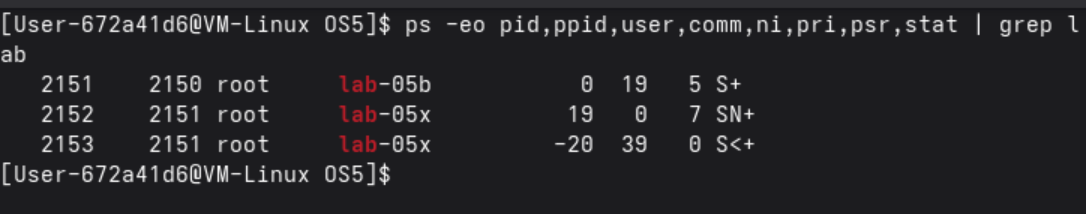 [User-672a41d6@VM-Linux OS5]$ ps -eo pid,ppid,user,comm,ni,pri,psr,stat | grep l
ab
   2151    2150 root     lab-05b           0  19   5 S+
   2152    2151 root     lab-05x          19   0   7 SN+
   2153    2151 root     lab-05x         -20  39   0 S<+
[User-672a41d6@VM-Linux OS5]$